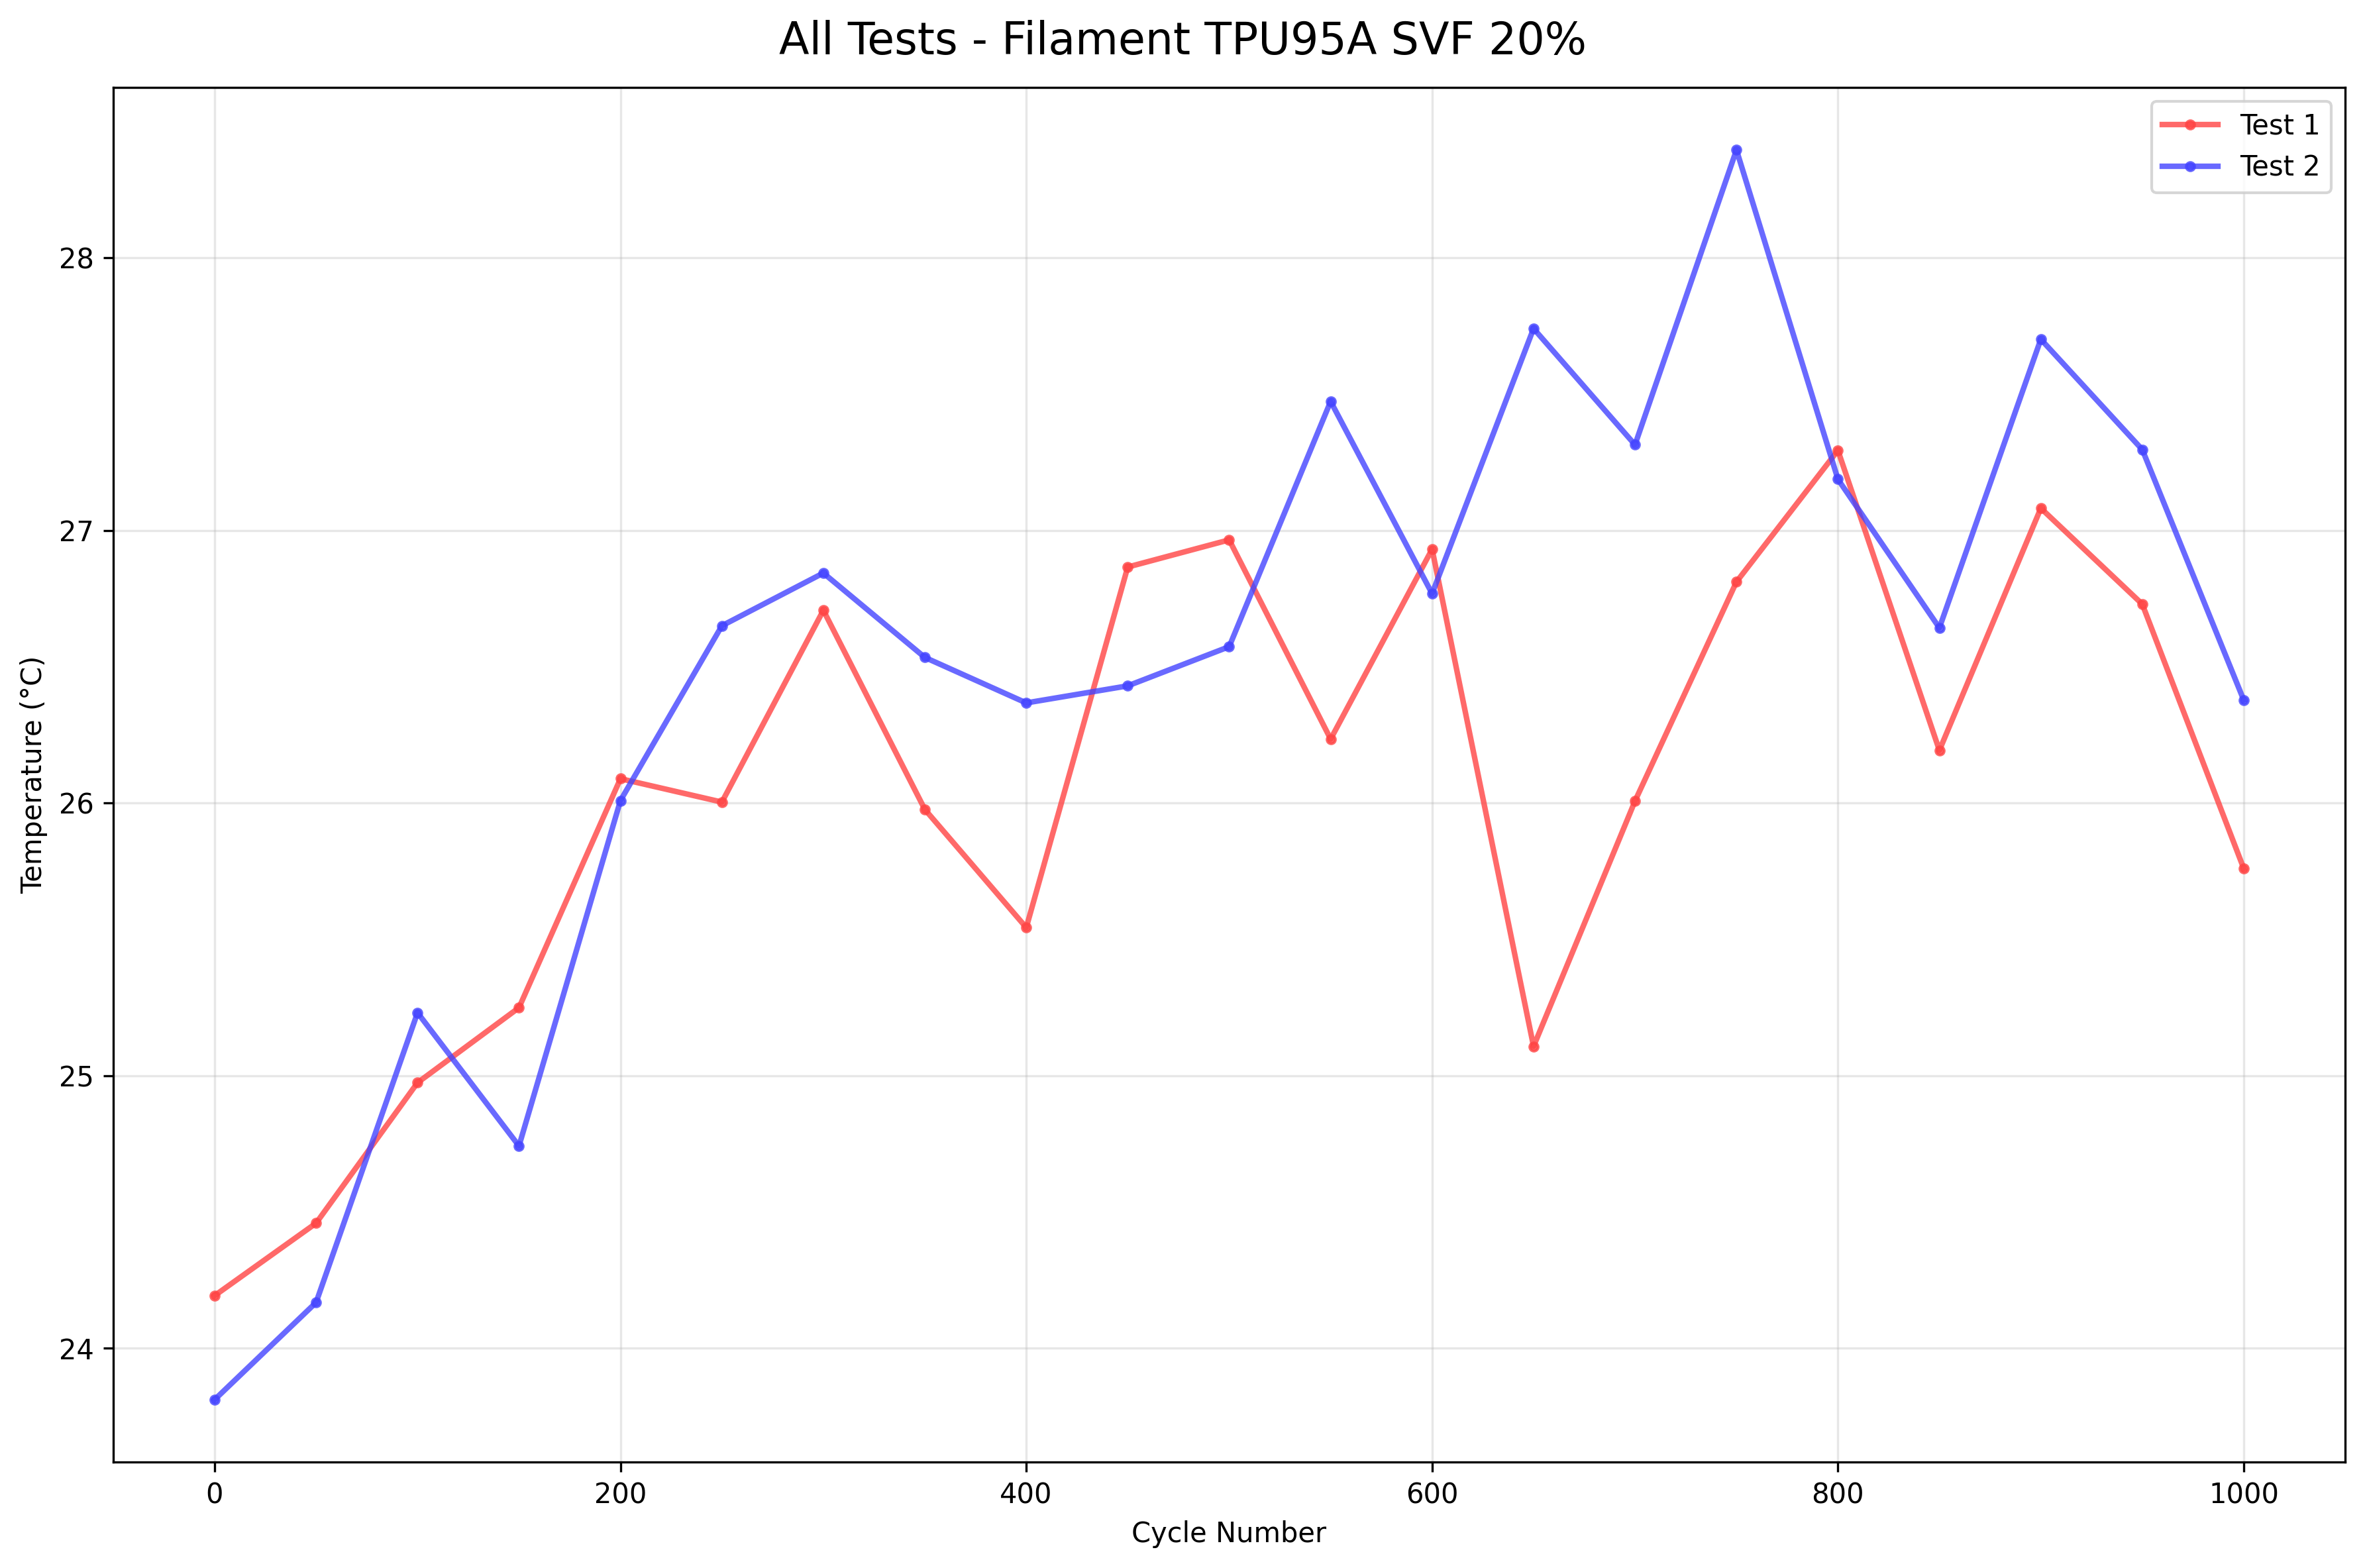 All Tests - Filament TPU95A SVF 20%
Test 1
Test 2
Temperature (°C)
28
27
26
25
24
0 200 400 600 800 1000
Cycle Number